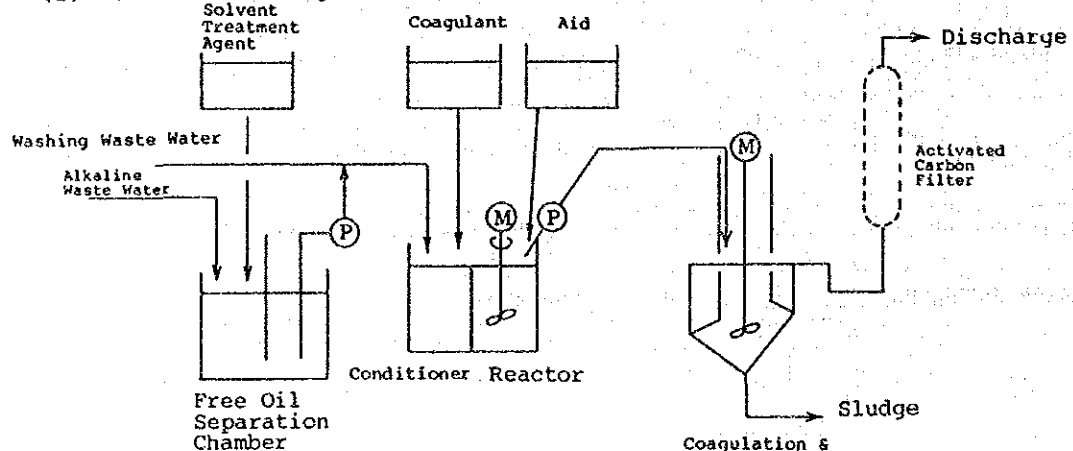 Solvent
Treatment
Agent
Coagulant
Aid
Discharge
Washing Waste Water
Alkaline
Waste Water
Activated
Carbon
Filter
M
P
M
P
Conditioner Reactor
Free Oil
Separation
Chamber
Sludge
Coagulation &